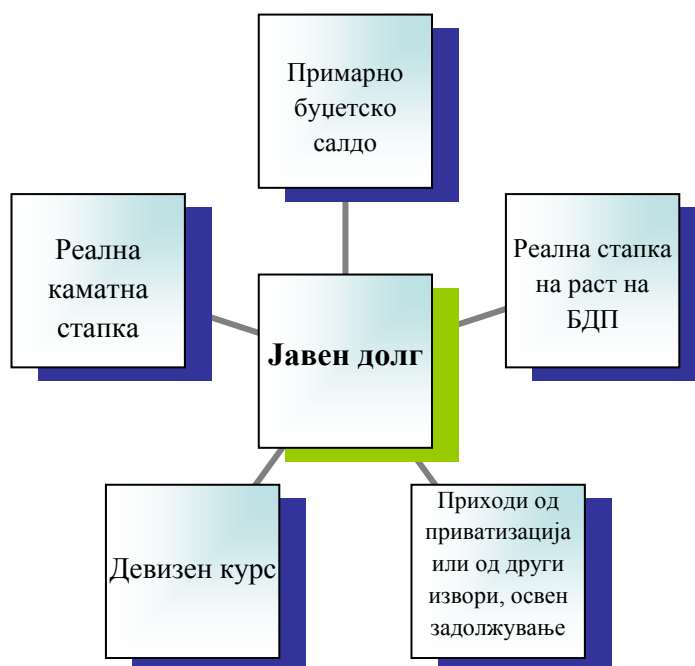 Примарно
буџетско
салдо
Реална
каматна
стапка
Реална стапка
на раст на
БДП
Јавен долг
Девизен курс
Приходи од
приватизација
или од други
извори, освен
задолжување